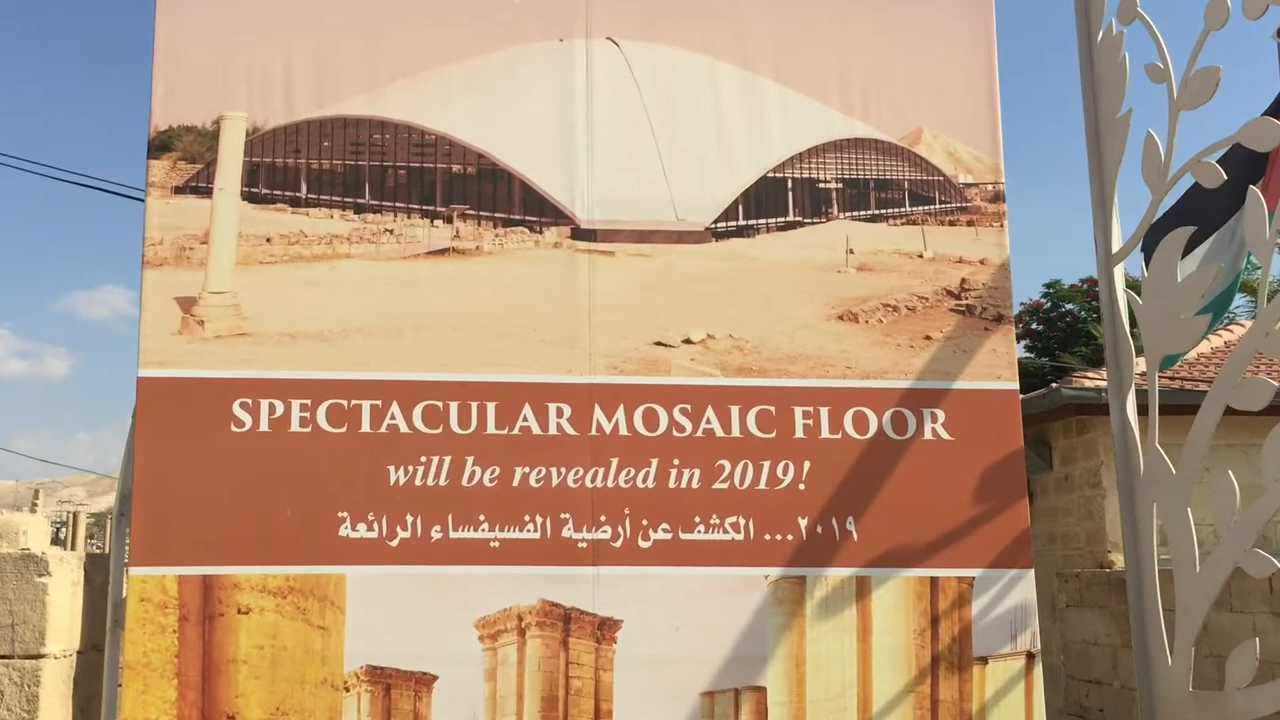 SPECTACULAR MOSAIC FLOOR
will be revealed in 2019!
٢٠١٩... الكشف عن أرضية الفسيفساء الرائعة